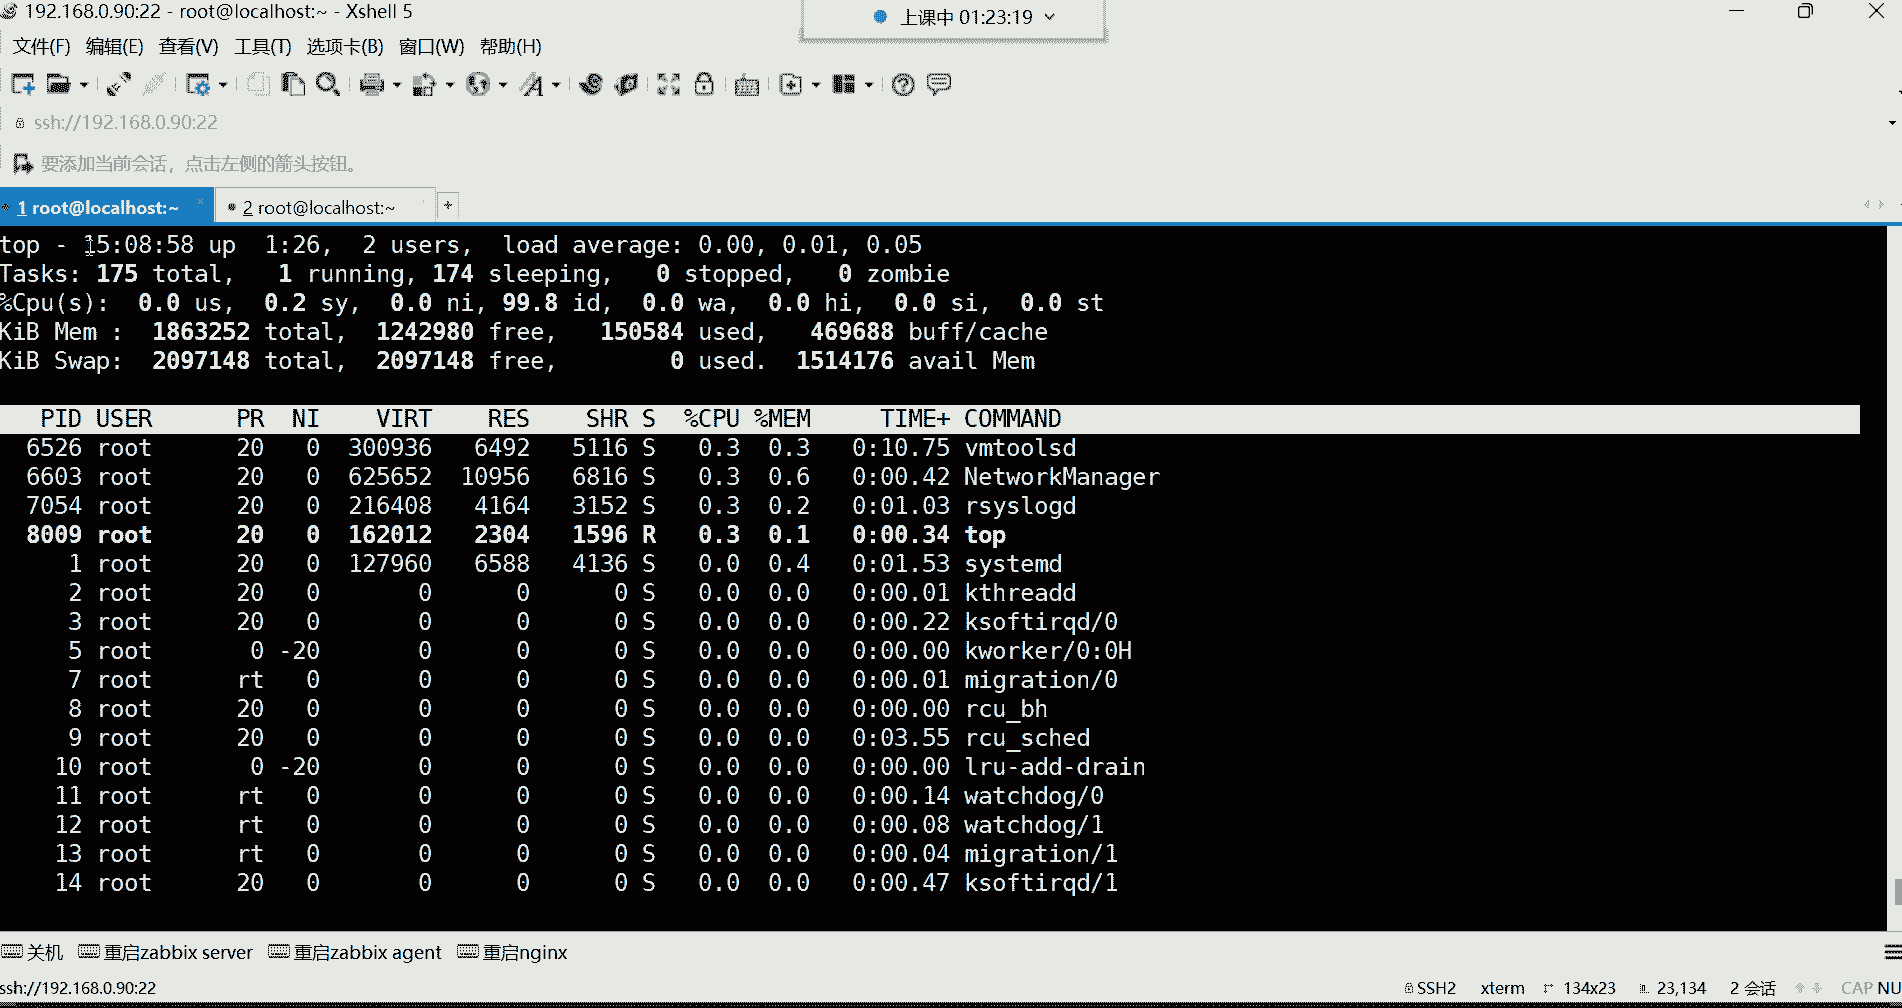 192.168.0.90:22 - root@localhost:~ - Xshell 5
上课中 01:23:19
文件(F) 编辑(E) 查看(V) 工具(T) 选项卡(B) 窗口(W) 帮助(H)
ssh://192.168.0.90:22
要添加当前会话，点击左侧的箭头按钮。
1 root@localhost:~ 2 root@localhost:~
top - 15:08:58 up  1:26,  2 users,  load average: 0.00, 0.01, 0.05
Tasks: 175 total,   1 running, 174 sleeping,   0 stopped,   0 zombie
%Cpu(s):  0.0 us,  0.2 sy,  0.0 ni, 99.8 id,  0.0 wa,  0.0 hi,  0.0 si,  0.0 st
KiB Mem :  1863252 total,  1242980 free,   150584 used,   469688 buff/cache
KiB Swap:  2097148 total,  2097148 free,        0 used.  1514176 avail Mem
PID USER      PR  NI    VIRT    RES    SHR S  %CPU %MEM     TIME+ COMMAND
6526 root      20   0  300936   6492   5116 S   0.3  0.3   0:10.75 vmtoolsd
6603 root      20   0  625652  10956   6816 S   0.3  0.6   0:00.42 NetworkManager
7054 root      20   0  216408   4164   3152 S   0.3  0.2   0:01.03 rsyslogd
8009 root      20   0  162012   2304   1596 R   0.3  0.1   0:00.34 top
1 root      20   0  127960   6588   4136 S   0.0  0.4   0:01.53 systemd
2 root      20   0       0      0      0 S   0.0  0.0   0:00.01 kthreadd
3 root      20   0       0      0      0 S   0.0  0.0   0:00.22 ksoftirqd/0
5 root       0 -20       0      0      0 S   0.0  0.0   0:00.00 kworker/0:0H
7 root      rt   0       0      0      0 S   0.0  0.0   0:00.01 migration/0
8 root      20   0       0      0      0 S   0.0  0.0   0:00.00 rcu_bh
9 root      20   0       0      0      0 S   0.0  0.0   0:03.55 rcu_sched
10 root       0 -20       0      0      0 S   0.0  0.0   0:00.00 lru-add-drain
11 root      rt   0       0      0      0 S   0.0  0.0   0:00.14 watchdog/0
12 root      rt   0       0      0      0 S   0.0  0.0   0:00.08 watchdog/1
13 root      rt   0       0      0      0 S   0.0  0.0   0:00.04 migration/1
14 root      20   0       0      0      0 S   0.0  0.0   0:00.47 ksoftirqd/1
关机 重启zabbix server 重启zabbix agent 重启nginx
ssh://192.168.0.90:22 SSH2 xterm 134x23 23,134 2 会话 CAP NU